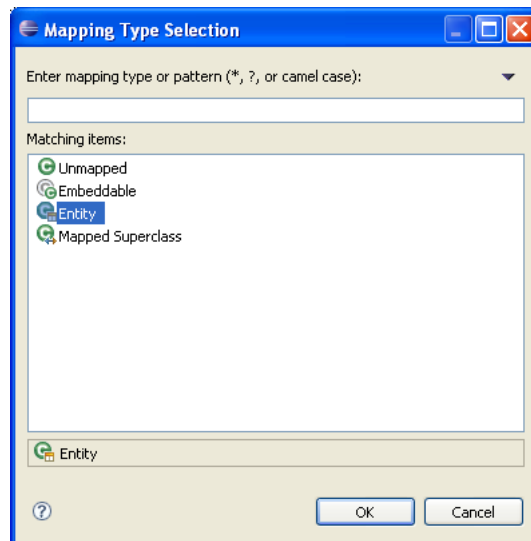 Mapping Type Selection
Enter mapping type or pattern (*, ?, or camel case):
Matching items:
Unmapped
Embeddable
Entity
Mapped Superclass
Entity
OK Cancel